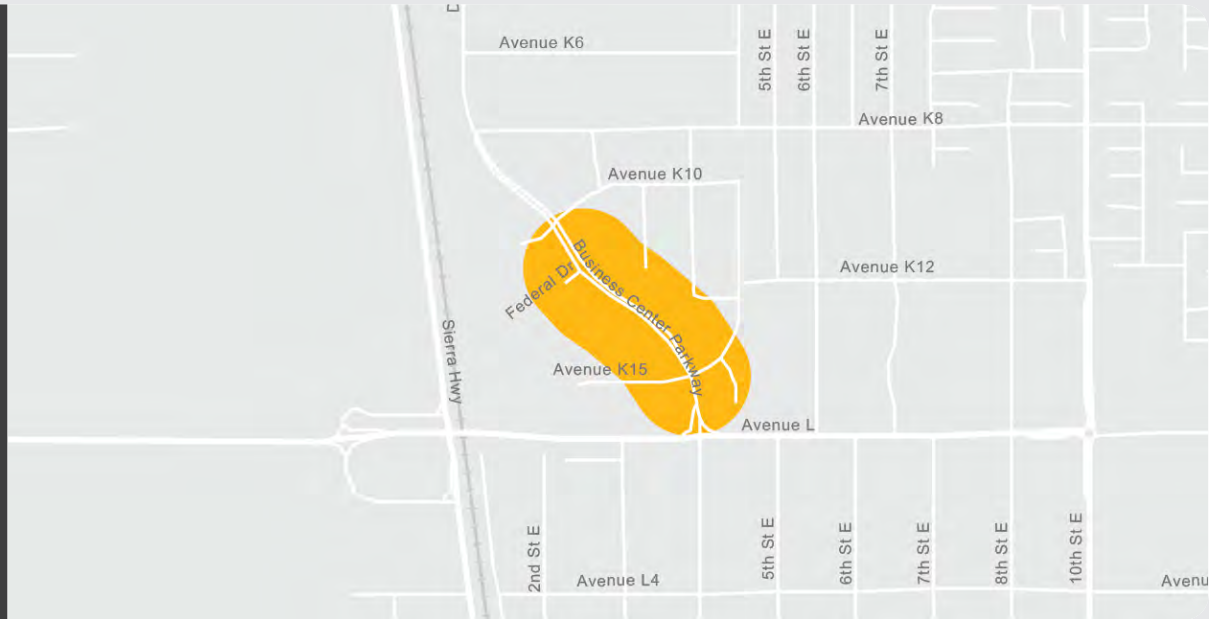 Avenue K6
5th St E
6th St E
7th St E
Avenue K8
Avenue K10
Business Center Parkway
Federal Dr
Avenue K12
Sierra Hwy
Avenue K15
Avenue L
2nd St E
5th St E
6th St E
7th St E
8th St E
10th St E
Avenue L4
Avenu